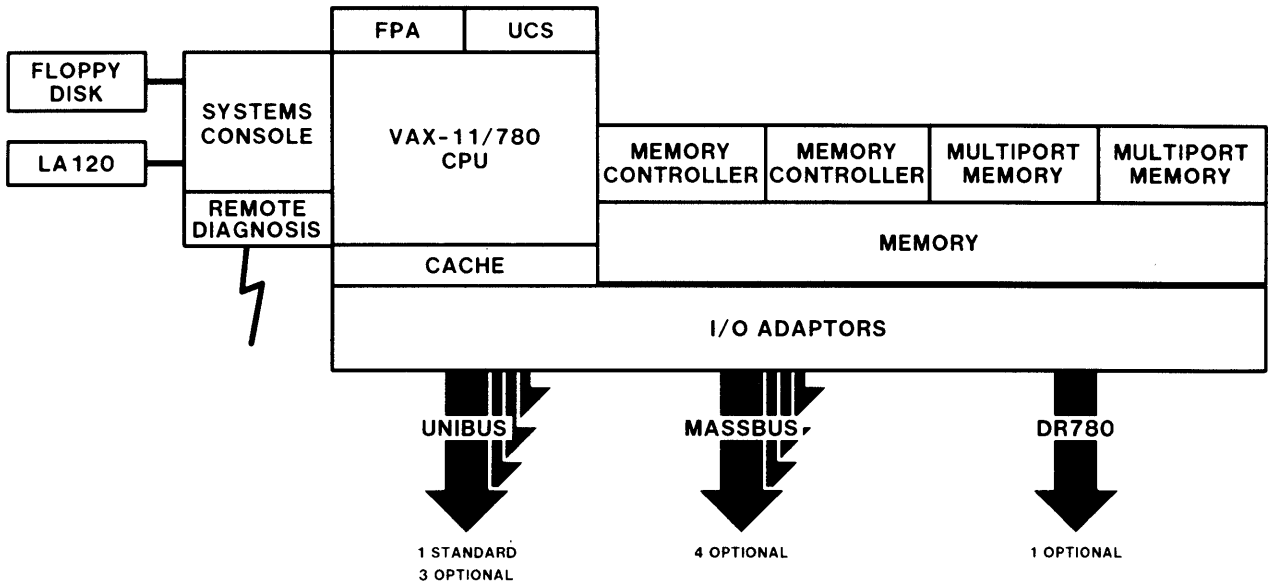 FPA
UCS
FLOPPY
DISK
SYSTEMS
CONSOLE
VAX-11/780
CPU
LA120
REMOTE
DIAGNOSIS
CACHE
MEMORY
CONTROLLER
MEMORY
CONTROLLER
MULTIPORT
MEMORY
MULTIPORT
MEMORY
MEMORY
I/O ADAPTORS
UNIBUS
MASSBUS
DR780
1 STANDARD
3 OPTIONAL
4 OPTIONAL
1 OPTIONAL